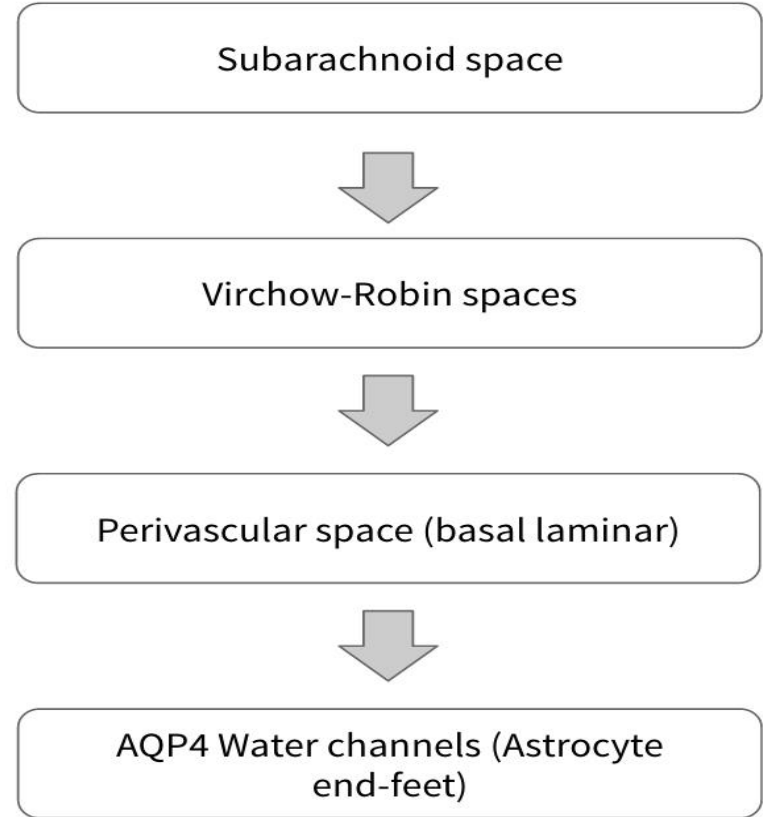 Subarachnoid space
Virchow-Robin spaces
Perivascular space (basal laminar)
AQP4 Water channels (Astrocyte
end-feet)